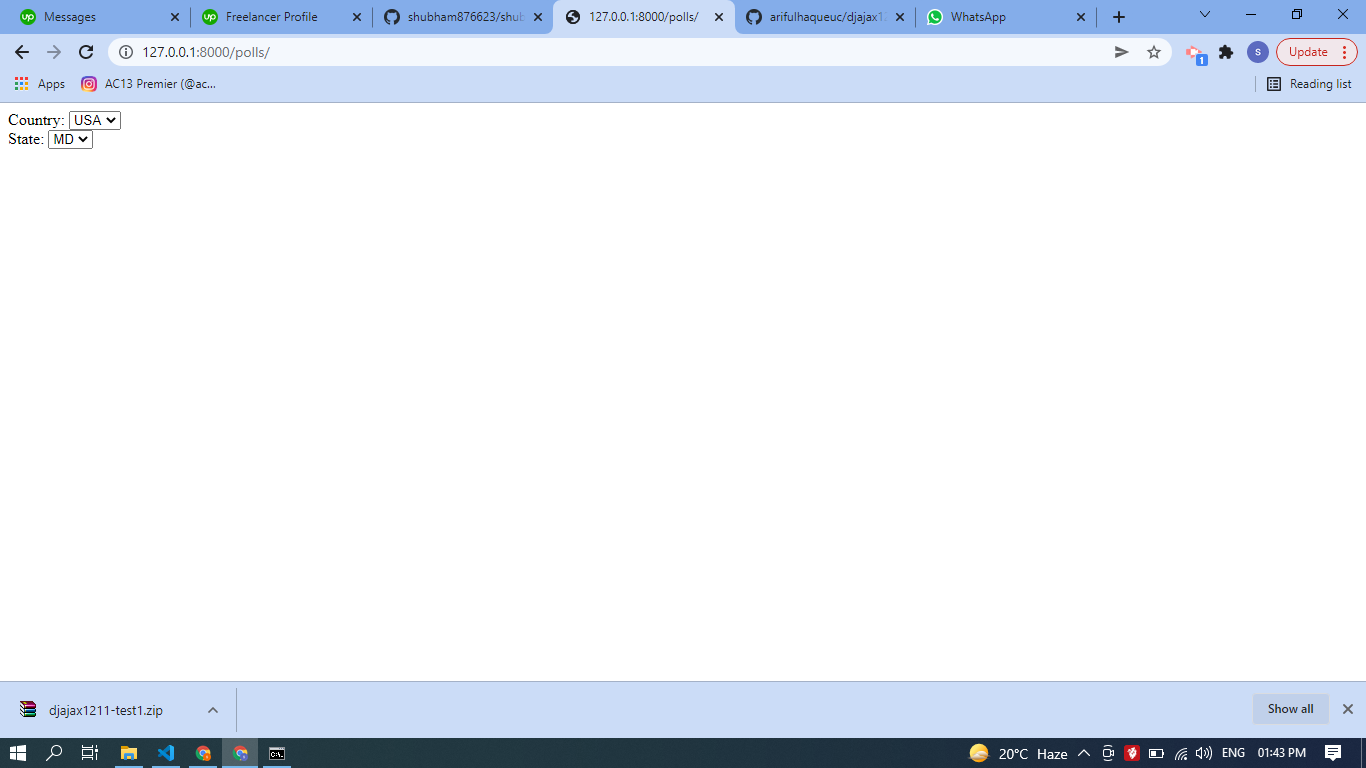 Messages
Freelancer Profile
shubham876623/shub
127.0.0.1:8000/polls/
arifulhaqueuc/djajax12
WhatsApp
127.0.0.1:8000/polls/
1
S
Update
Apps
AC13 Premier (@ac...
Reading list
Country: USA
State: MD
djajax1211-test1.zip
Show all
20°C Haze
ENG
01:43 PM